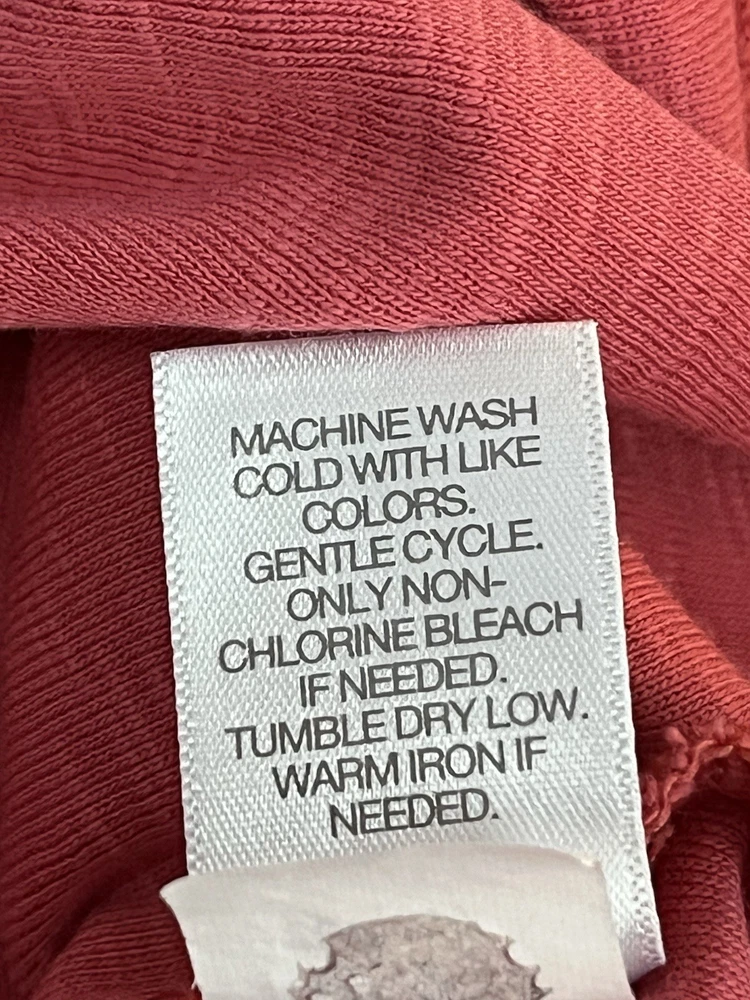 MACHINE WASH
COLD WITH LIKE
COLORS.
GENTLE CYCLE.
ONLY NON-
CHLORINE BLEACH
IF NEEDED.
TUMBLE DRY LOW.
WARM IRON IF
NEEDED.